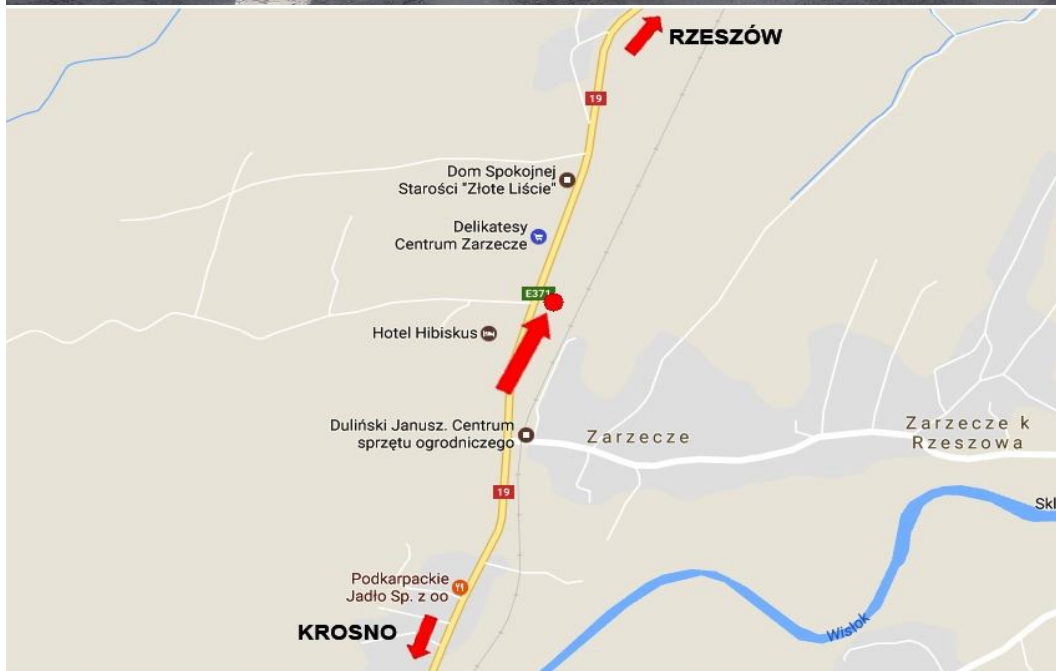 RZESZÓW
19
Dom Spokojnej
Starości "Złote Liście"
Delikatesy
Centrum Zarzecze
E371
Hotel Hibiskus
Duliński Janusz. Centrum
sprzętu ogrodniczego
Zarzecze
Zarzecze k
Rzeszowa
19
Skl
Podkarpackie
Jadło Sp. z oo
Wisłok
KROSNO